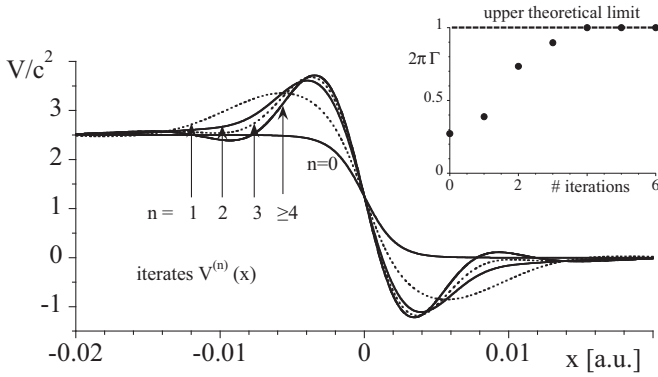 upper theoretical limit
V/c²
1
2π Γ
0.5
0
0 2 4 6
# iterations
3
2
1
0
-1
n=0
n = 1 2 3 ≥4
iterates V⁽ⁿ⁾ (x)
-0.02 -0.01 0 0.01
x [a.u.]